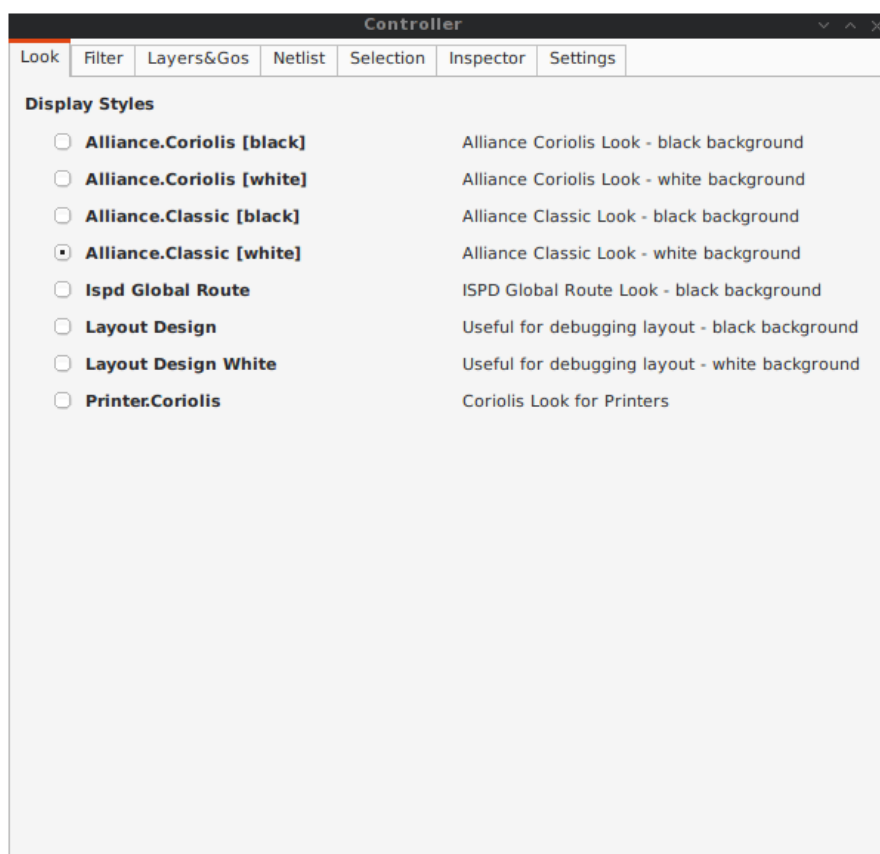 Controller
Look Filter Layers&Gos Netlist Selection Inspector Settings
Display Styles
Alliance.Coriolis [black] Alliance Coriolis Look - black background
Alliance.Coriolis [white] Alliance Coriolis Look - white background
Alliance.Classic [black] Alliance Classic Look - black background
Alliance.Classic [white] Alliance Classic Look - white background
Ispd Global Route ISPD Global Route Look - black background
Layout Design Useful for debugging layout - black background
Layout Design White Useful for debugging layout - white background
Printer.Coriolis Coriolis Look for Printers